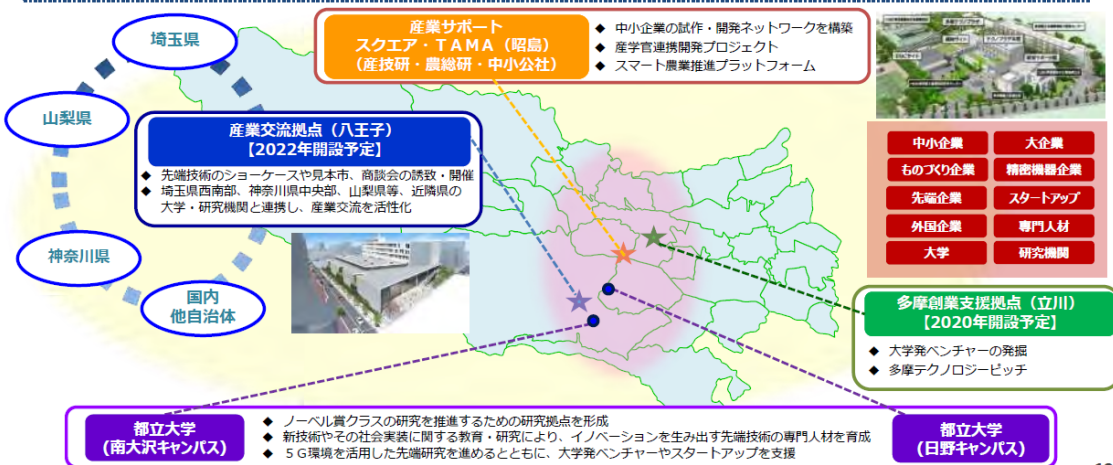 産業サポート
スクエア・TAMA（昭島）
（産技研・農総研・中小公社）
◆ 中小企業の試作・開発ネットワークを構築
◆ 産学官連携開発プロジェクト
◆ スマート農業推進プラットフォーム
埼玉県
山梨県
神奈川県
国内
他自治体
産業交流拠点（八王子）
【2022年開設予定】
◆ 先端技術のショーケースや見本市、商談会の誘致・開催
◆ 埼玉県西南部、神奈川県中央部、山梨県等、近隣県の
大学・研究機関と連携し、産業交流を活性化
中小企業
大企業
ものづくり企業
精密機器企業
先端企業
スタートアップ
外国企業
専門人材
大学
研究機関
多摩創業支援拠点（立川）
【2020年開設予定】
◆ 大学発ベンチャーの発掘
◆ 多摩テクノロジーピッチ
都立大学
（南大沢キャンパス）
◆ ノーベル賞クラスの研究を推進するための研究拠点を形成
◆ 新技術やその社会実装に関する教育・研究により、イノベーションを生み出す先端技術の専門人材を育成
◆ ５Ｇ環境を活用した先端研究を進めるとともに、大学発ベンチャーやスタートアップを支援
都立大学
（日野キャンパス）